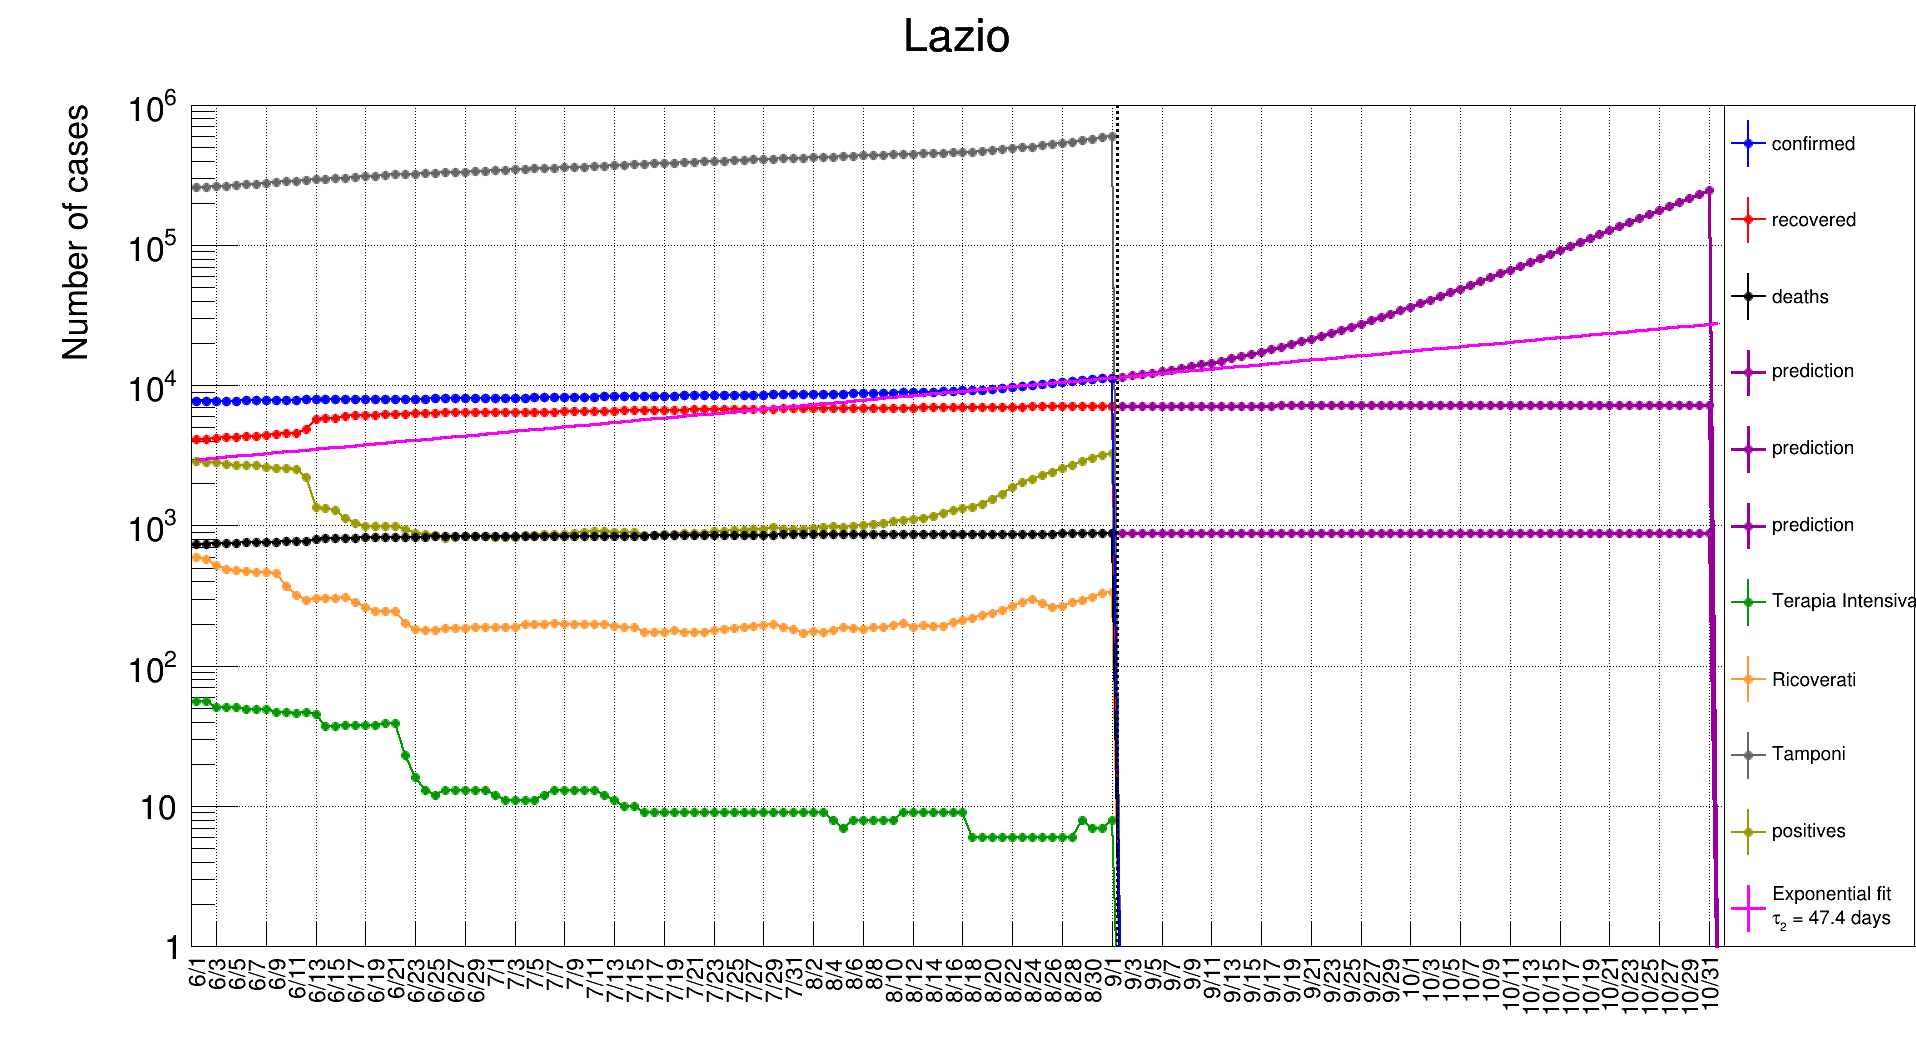 Lazio
Number of cases
10^6
10^5
10^4
10^3
10^2
10
1
6/1 6/3 6/5 6/7 6/9 6/11 6/13 6/15 6/17 6/19 6/21 6/23 6/25 6/27 6/29 7/1 7/3 7/5 7/7 7/9 7/11 7/13 7/15 7/17 7/19 7/21 7/23 7/25 7/27 7/29 7/31 8/2 8/4 8/6 8/8 8/10 8/12 8/14 8/16 8/18 8/20 8/22 8/24 8/26 8/28 8/30 9/1 9/3 9/5 9/7 9/9 9/11 9/13 9/15 9/17 9/19 9/21 9/23 9/25 9/27 9/29 10/1 10/3 10/5 10/7 10/9 10/11 10/13 10/15 10/17 10/19 10/21 10/23 10/25 10/27 10/29 10/31
confirmed
recovered
deaths
prediction
prediction
prediction
Terapia Intensiva
Ricoverati
Tamponi
positives
Exponential fit
τ₂ = 47.4 days